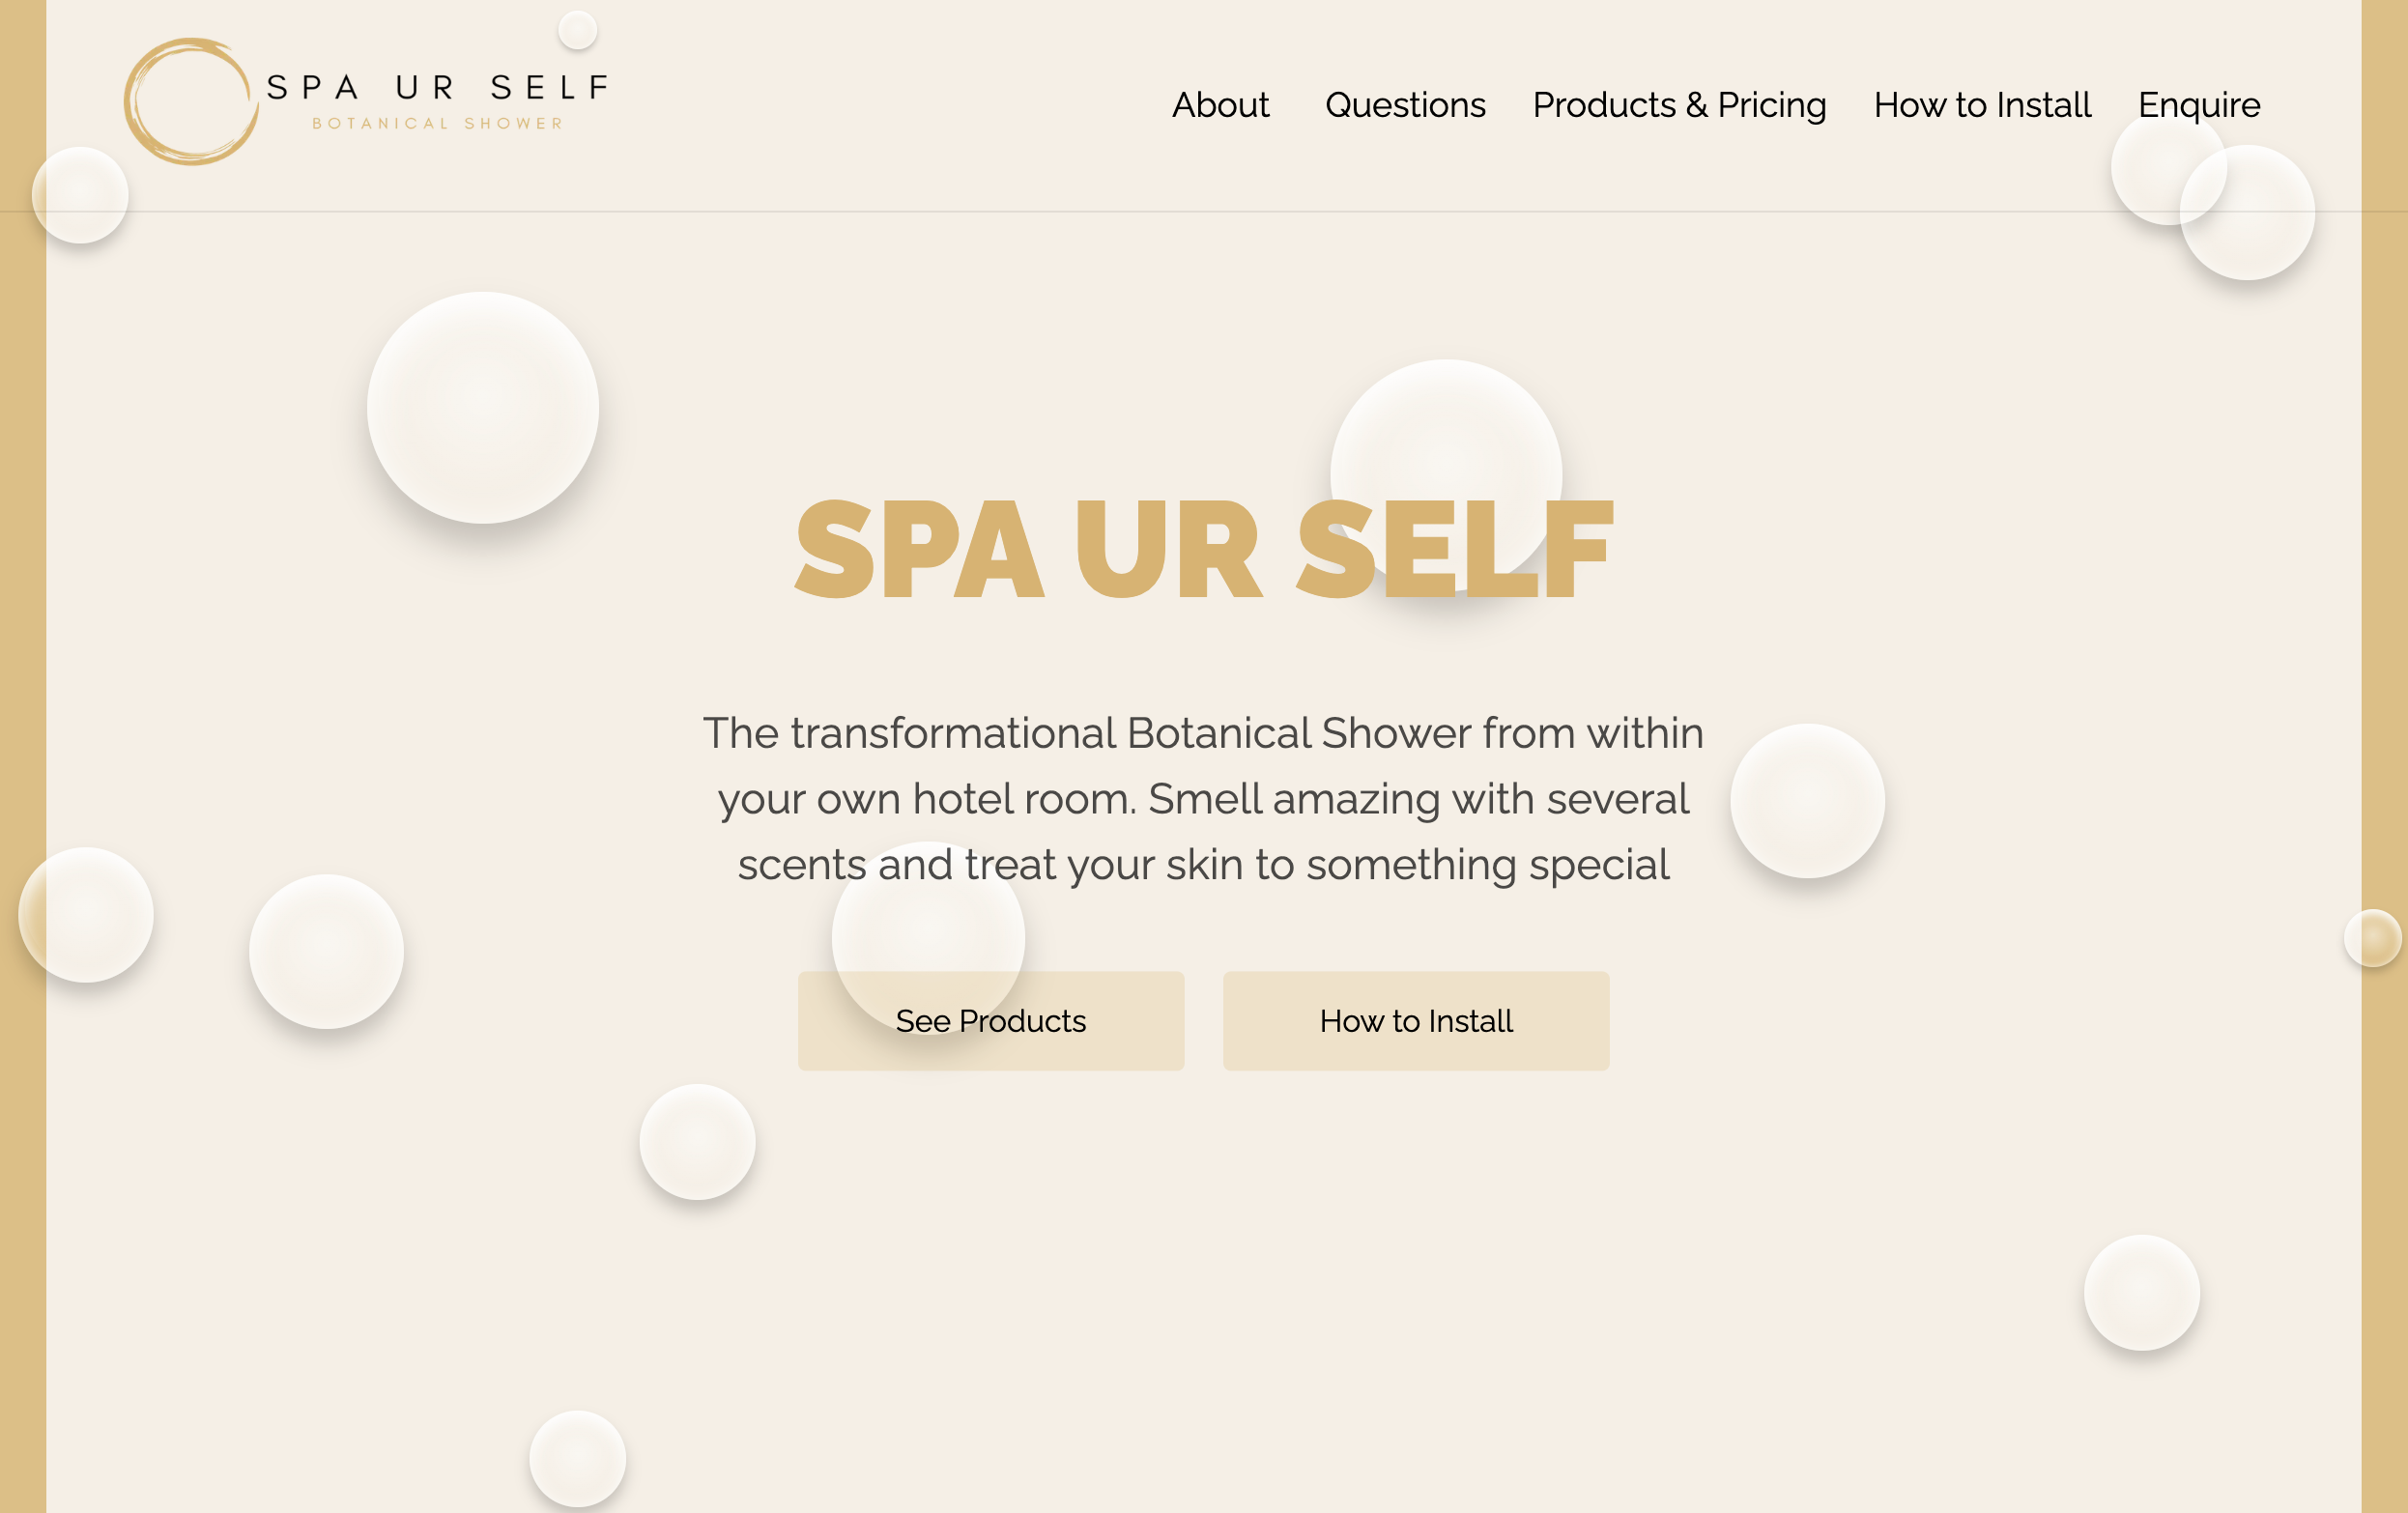 SPA UR SELF
BOTANICAL SHOWER
About Questions Products & Pricing How to Install Enquire
SPA UR SELF
The transformational Botanical Shower from within
your own hotel room. Smell amazing with several
scents and treat your skin to something special
See Products How to Install